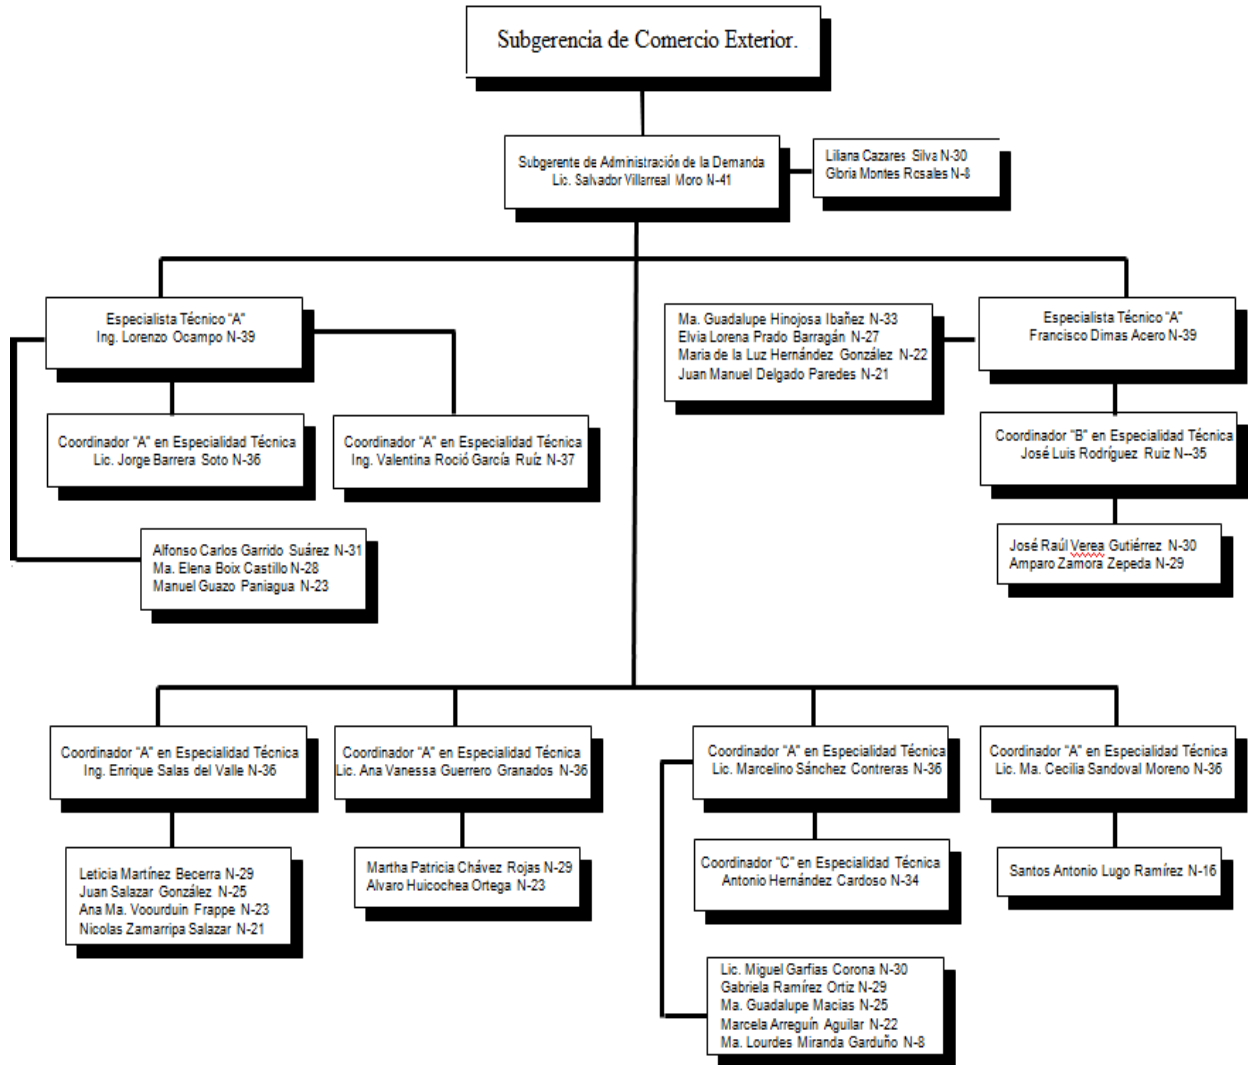 Subgerencia de Comercio Exterior.
Subgerente de Administración de la Demanda
Lic. Salvador Villarreal Moro N-41
Liliana Cazares Silva N-30
Gloria Montes Rosales N-8
Especialista Técnico "A"
Ing. Lorenzo Ocampo N-39
Ma. Guadalupe Hinojosa Ibañez N-33
Elvia Lorena Prado Barragán N-27
Maria de la Luz Hernández González N-22
Juan Manuel Delgado Paredes N-21
Especialista Técnico "A"
Francisco Dimas Acero N-39
Coordinador "A" en Especialidad Técnica
Lic. Jorge Barrera Soto N-36
Coordinador "A" en Especialidad Técnica
Ing. Valentina Roció García Ruíz N-37
Coordinador "B" en Especialidad Técnica
José Luis Rodríguez Ruiz N--35
Alfonso Carlos Garrido Suárez N-31
Ma. Elena Boix Castillo N-28
Manuel Guazo Paniagua N-23
José Raúl Verea Gutiérrez N-30
Amparo Zamora Zepeda N-29
Coordinador "A" en Especialidad Técnica
Ing. Enrique Salas del Valle N-36
Coordinador "A" en Especialidad Técnica
Lic. Ana Vanessa Guerrero Granados N-36
Coordinador "A" en Especialidad Técnica
Lic. Marcelino Sánchez Contreras N-36
Coordinador "A" en Especialidad Técnica
Lic. Ma. Cecilia Sandoval Moreno N-36
Leticia Martínez Becerra N-29
Juan Salazar González N-25
Ana Ma. Voourduin Frappe N-23
Nicolas Zamarripa Salazar N-21
Martha Patricia Chávez Rojas N-29
Alvaro Huicochea Ortega N-23
Coordinador "C" en Especialidad Técnica
Antonio Hernández Cardoso N-34
Santos Antonio Lugo Ramírez N-16
Lic. Miguel Garfias Corona N-30
Gabriela Ramírez Ortiz N-29
Ma. Guadalupe Macias N-25
Marcela Arreguín Aguilar N-22
Ma. Lourdes Miranda Garduño N-8